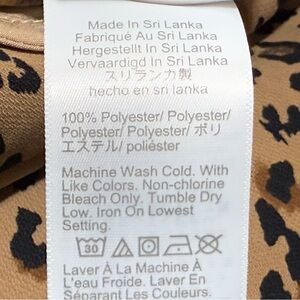 Made In Sri Lanka
Fabriqué Au Sri Lanka
Hergestellt In Sri Lanka
Vervaardigd In Sri Lanka
スリランカ製
hecho en sri lanka
100% Polyester/ Polyester/
Polyester/ Polyester/ ポリ
エステル/ poliéster
Machine Wash Cold. With
Like Colors. Non-chlorine
Bleach Only. Tumble Dry
Low. Iron On Lowest
Setting.
30
Laver À La Machine À
L'eau Froide. Laver En
Séparant Les Couleurs.